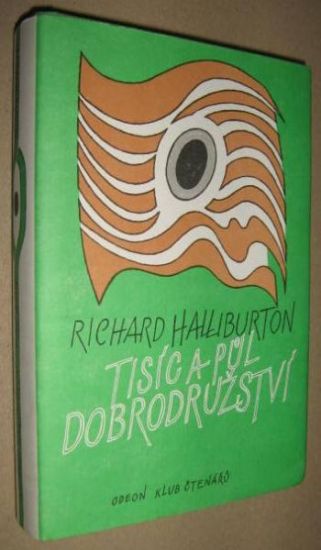 RICHARD HALLIBURTON
TISÍC A PŮL
DOBRODRUŽSTVÍ
ODEON KLUB ČTENÁŘŮ